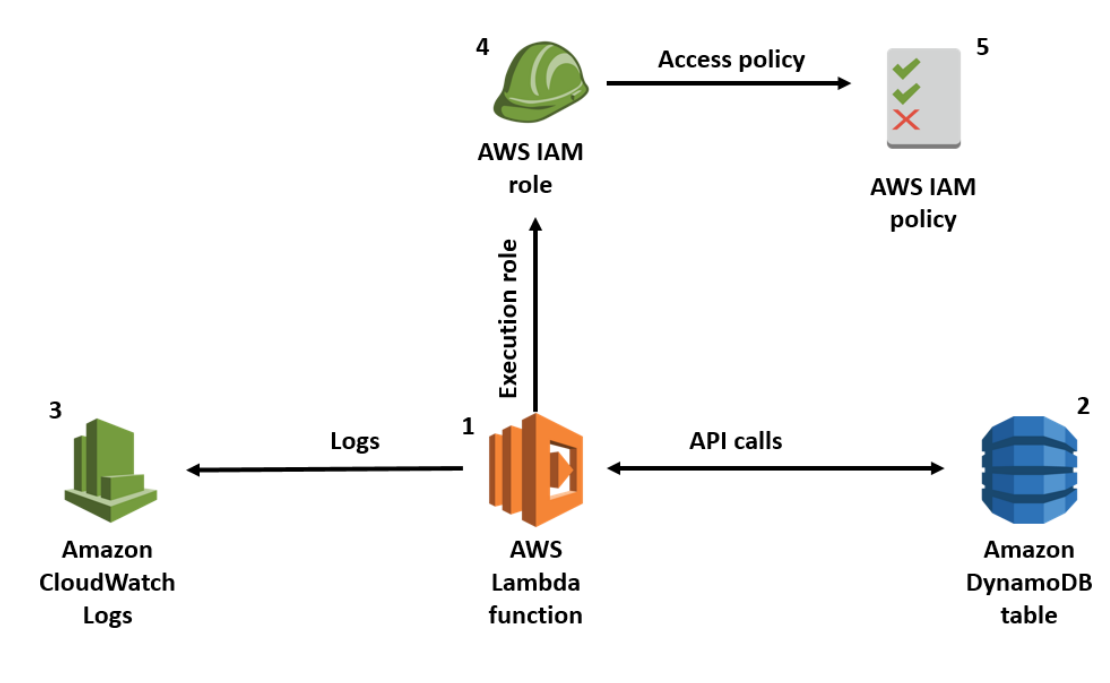 4
Access policy
5
AWS IAM
role
AWS IAM
policy
Execution role
3
Logs
1
API calls
2
Amazon
CloudWatch
Logs
AWS
Lambda
function
Amazon
DynamoDB
table